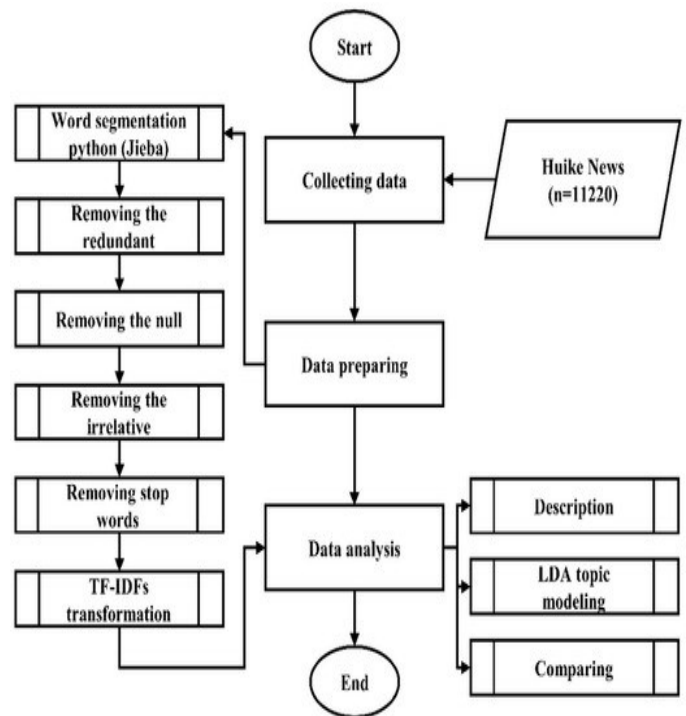 Start
Collecting data
Huike News
(n=11220)
Data preparing
Word segmentation
python (Jieba)
Removing the
redundant
Removing the null
Removing the
irrelative
Removing stop
words
TF-IDFs
transformation
Data analysis
Description
LDA topic
modeling
Comparing
End